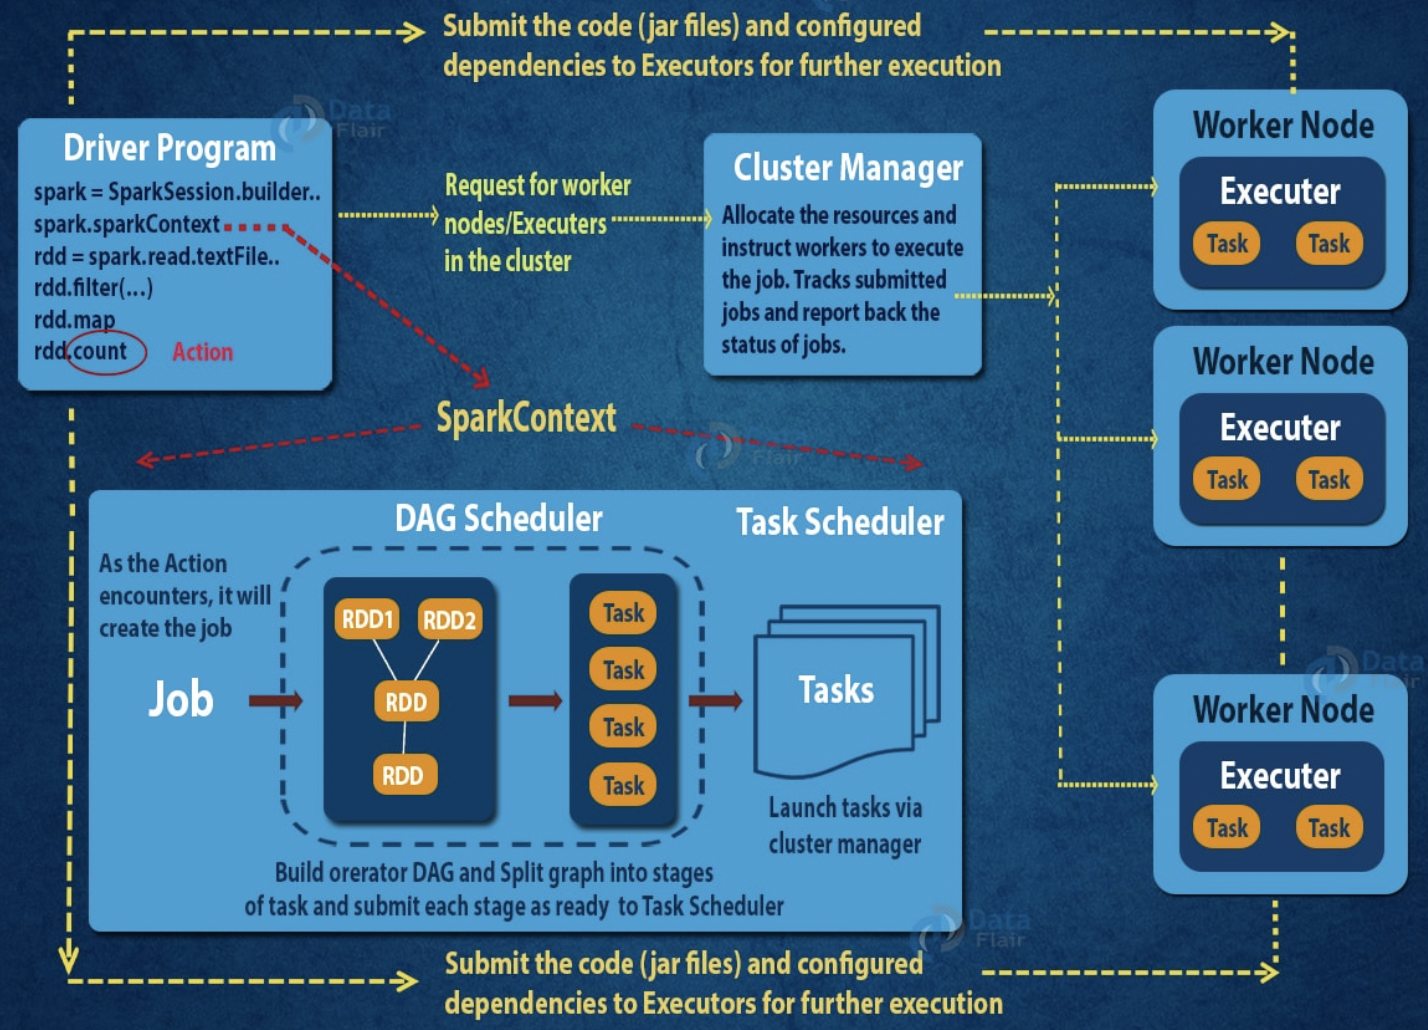 Submit the code (jar files) and configured
dependencies to Executors for further execution
Data
Flair
Driver Program
spark = SparkSession.builder..
spark.sparkContext
rdd = spark.read.textFile..
rdd.filter(...)
rdd.map
rdd.count
Action
Request for worker
nodes/Executers
in the cluster
Cluster Manager
Allocate the resources and
instruct workers to execute
the job. Tracks submitted
jobs and report back the
status of jobs.
Worker Node
Executer
Task Task
Worker Node
Executer
Task Task
Worker Node
Executer
Task Task
Data
Flair
SparkContext
Flair
DAG Scheduler
Task Scheduler
As the Action
encounters, it will
create the job
Job
RDD1 RDD2
RDD
RDD
Task
Task
Task
Task
Tasks
Launch tasks via
cluster manager
Build orerator DAG and Split graph into stages
of task and submit each stage as ready to Task Scheduler
Data
Flair
Submit the code (jar files) and configured
dependencies to Executors for further execution